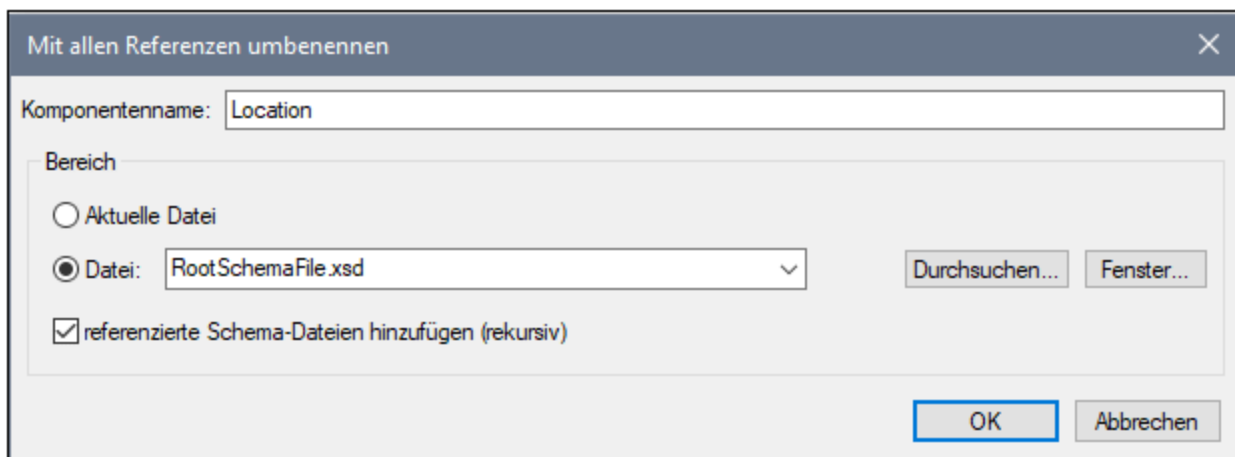 Mit allen Referenzen umbenennen
Komponentenname: Location
Bereich
Aktuelle Datei
Datei: RootSchemaFile.xsd Durchsuchen... Fenster...
referenzierte Schema-Dateien hinzufügen (rekursiv)
OK Abbrechen